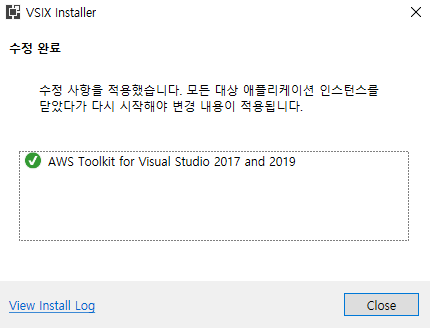 VSIX Installer
수정 완료
수정 사항을 적용했습니다. 모든 대상 애플리케이션 인스턴스를
닫았다가 다시 시작해야 변경 내용이 적용됩니다.
AWS Toolkit for Visual Studio 2017 and 2019
View Install Log
Close